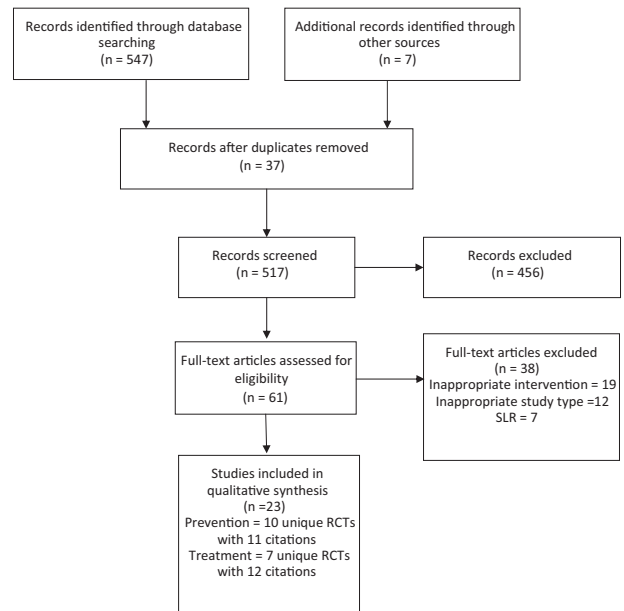 Records identified through database
searching
(n = 547)
Additional records identified through
other sources
(n = 7)
Records after duplicates removed
(n = 37)
Records screened
(n = 517)
Records excluded
(n = 456)
Full-text articles assessed for
eligibility
(n = 61)
Full-text articles excluded
(n = 38)
Inappropriate intervention = 19
Inappropriate study type =12
SLR = 7
Studies included in
qualitative synthesis
(n =23)
Prevention = 10 unique RCTs
with 11 citations
Treatment = 7 unique RCTs
with 12 citations